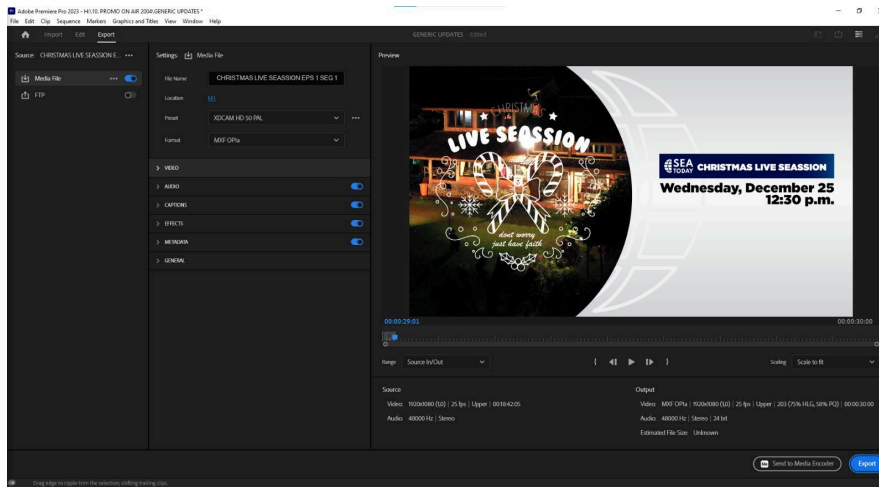 Adobe Premiere Pro 2023 - H:\10. PROMO ON AIR 2004\GENERIC UPDATES *
File Edit Clip Sequence Markers Graphics and Titles View Window Help
Import Edit Export
GENERIC UPDATES - Edited
Source: CHRISTMAS LIVE SEASSION E...
Media File
FTP
Settings: Media File
File Name CHRISTMAS LIVE SEASSION EPS 1 SEG 1
Location H:\
Preset XDCAM HD 50 PAL
Format MXF OP1a
VIDEO
AUDIO
CAPTIONS
EFFECTS
METADATA
GENERAL
Preview
CHRISTMAS
LIVE SEASSION
dont worry
just have faith
SEA TODAY CHRISTMAS LIVE SEASSION
Wednesday, December 25
12:30 p.m.
00:00:29:01
00:00:30:00
Range Source In/Out
Scaling Scale to fit
Source
Video: 1920x1080 (1,0) | 25 fps | Upper | 00:18:42:05
Audio: 48000 Hz | Stereo
Output
Video: MXF OP1a | 1920x1080 (1,0) | 25 fps | Upper | 203 (75% HLG, 58% PQ) | 00:00:30:00
Audio: 48000 Hz | Stereo | 24 bit
Estimated File Size: Unknown
Send to Media Encoder
Export
Drag edge to ripple-trim the selection, shifting trailing clips.